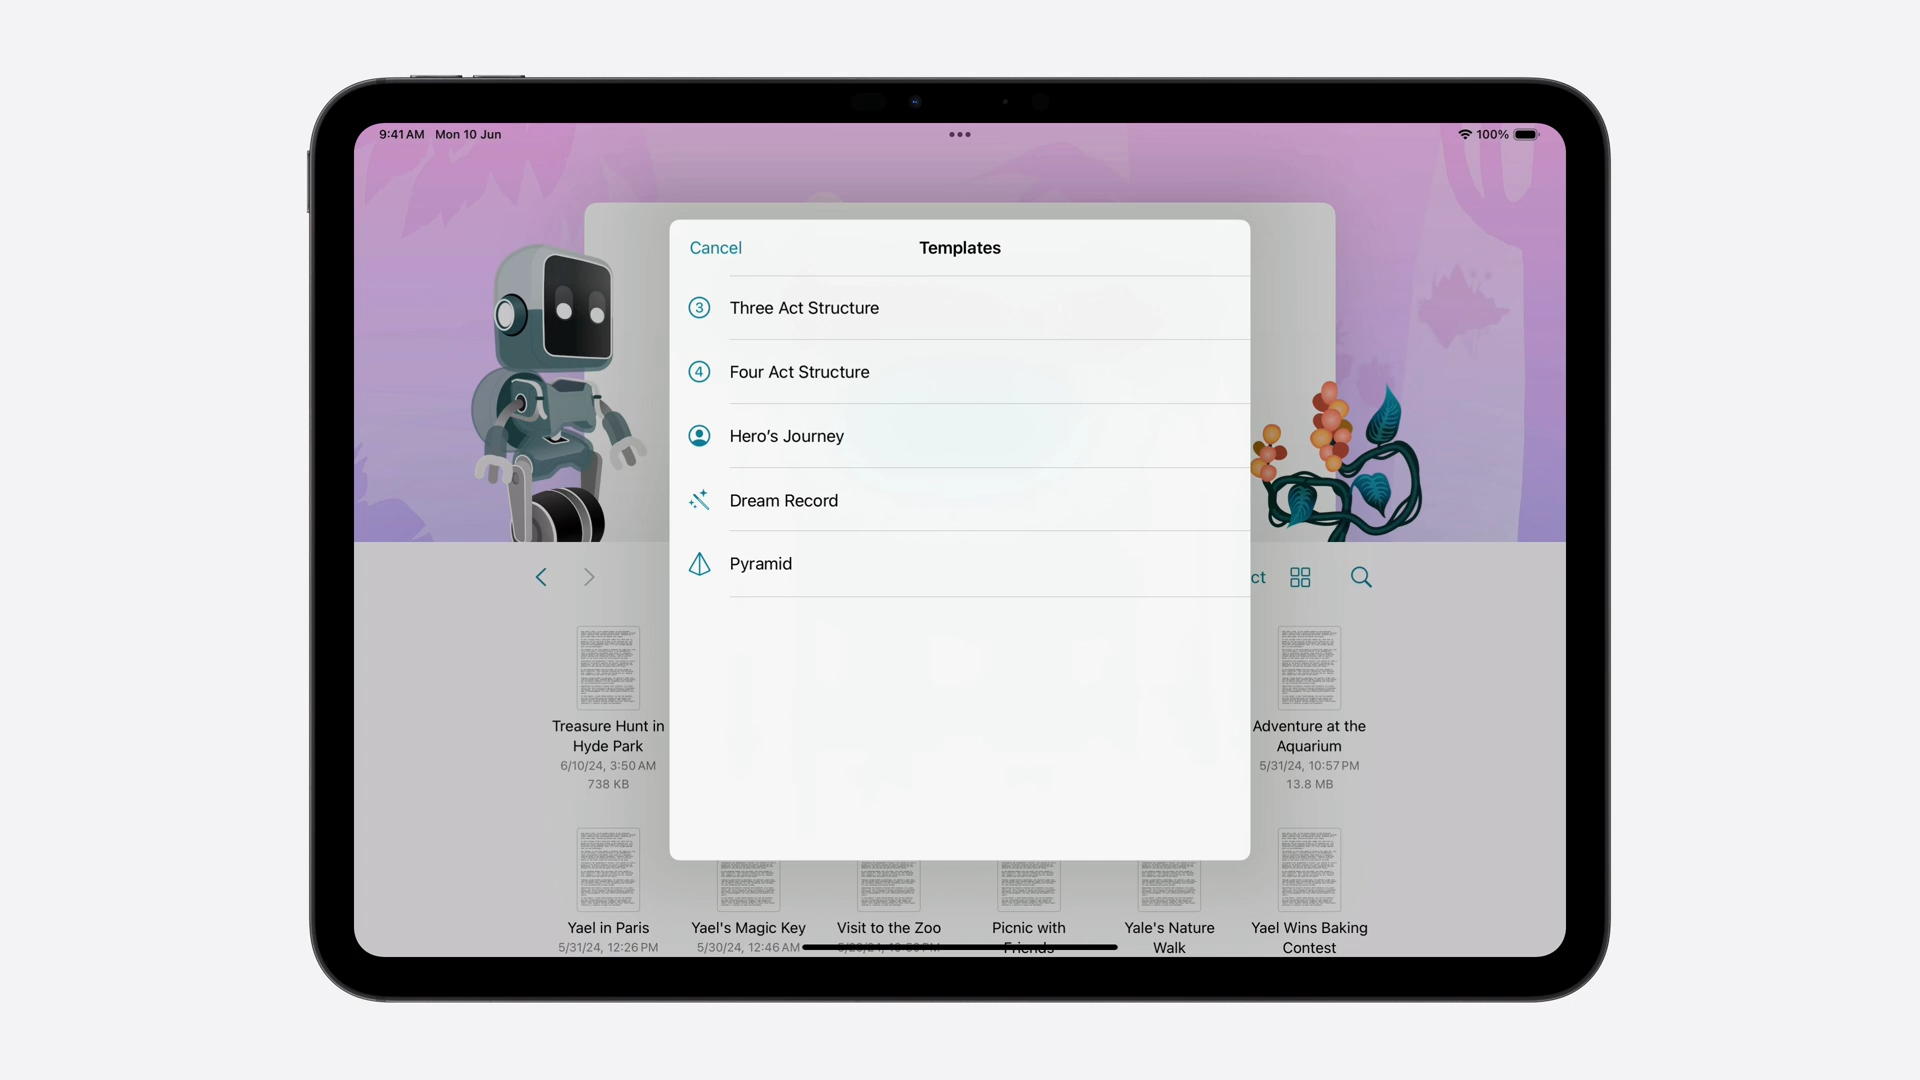 9:41 AM Mon 10 Jun
100%
Cancel
Templates
3 Three Act Structure
4 Four Act Structure
Hero’s Journey
Dream Record
Pyramid
ct
Treasure Hunt in
Hyde Park
6/10/24, 3:50 AM
738 KB
Adventure at the
Aquarium
5/31/24, 10:57 PM
13.8 MB
Yael in Paris
5/31/24, 12:26 PM
Yael's Magic Key
5/30/24, 12:46 AM
Visit to the Zoo
Picnic with
Friends
Yale's Nature
Walk
Yael Wins Baking
Contest